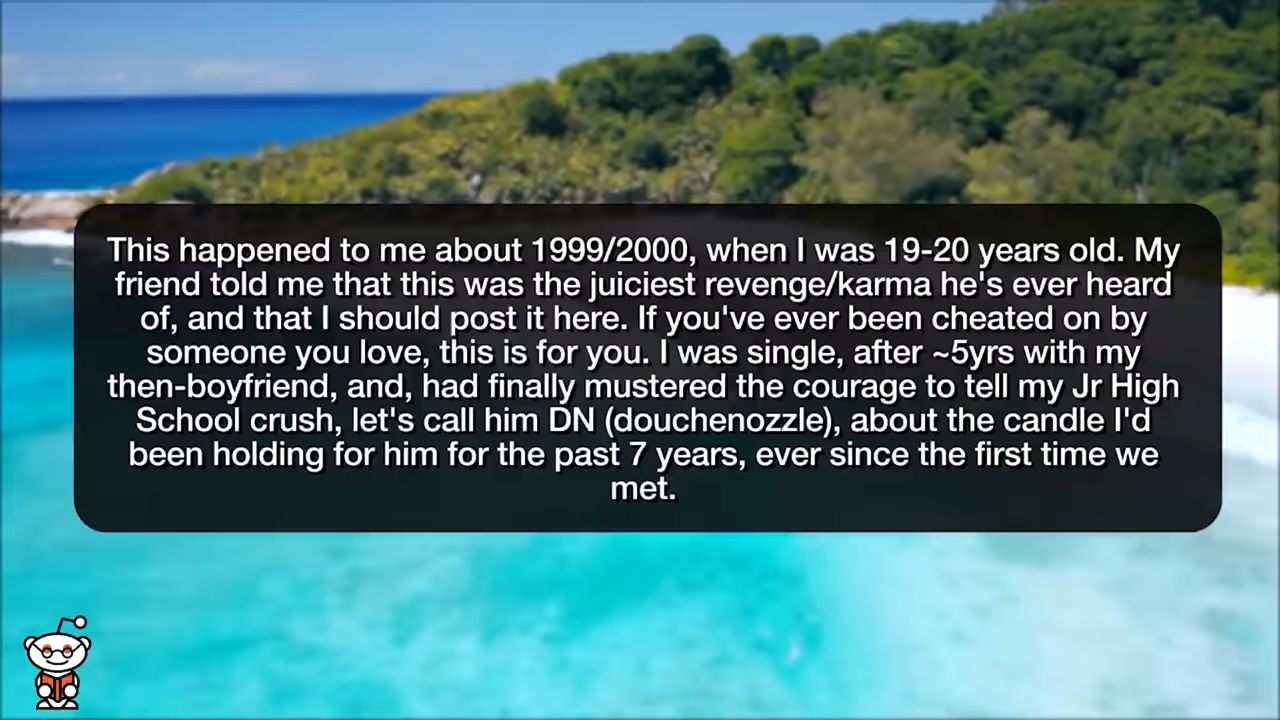 This happened to me about 1999/2000, when I was 19-20 years old. My
friend told me that this was the juiciest revenge/karma he's ever heard
of, and that I should post it here. If you've ever been cheated on by
someone you love, this is for you. I was single, after ~5yrs with my
then-boyfriend, and, had finally mustered the courage to tell my Jr High
School crush, let's call him DN (douchenozzle), about the candle I'd
been holding for him for the past 7 years, ever since the first time we
met.